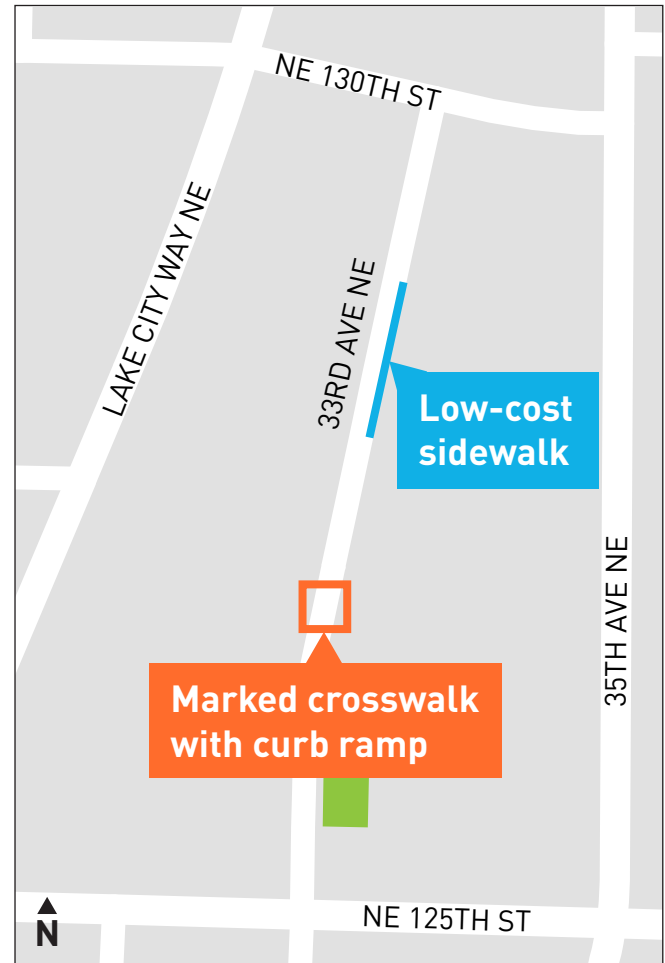 NE 130TH ST
LAKE CITY WAY NE
33RD AVE NE
Low-cost
sidewalk
35TH AVE NE
Marked crosswalk
with curb ramp
N
NE 125TH ST